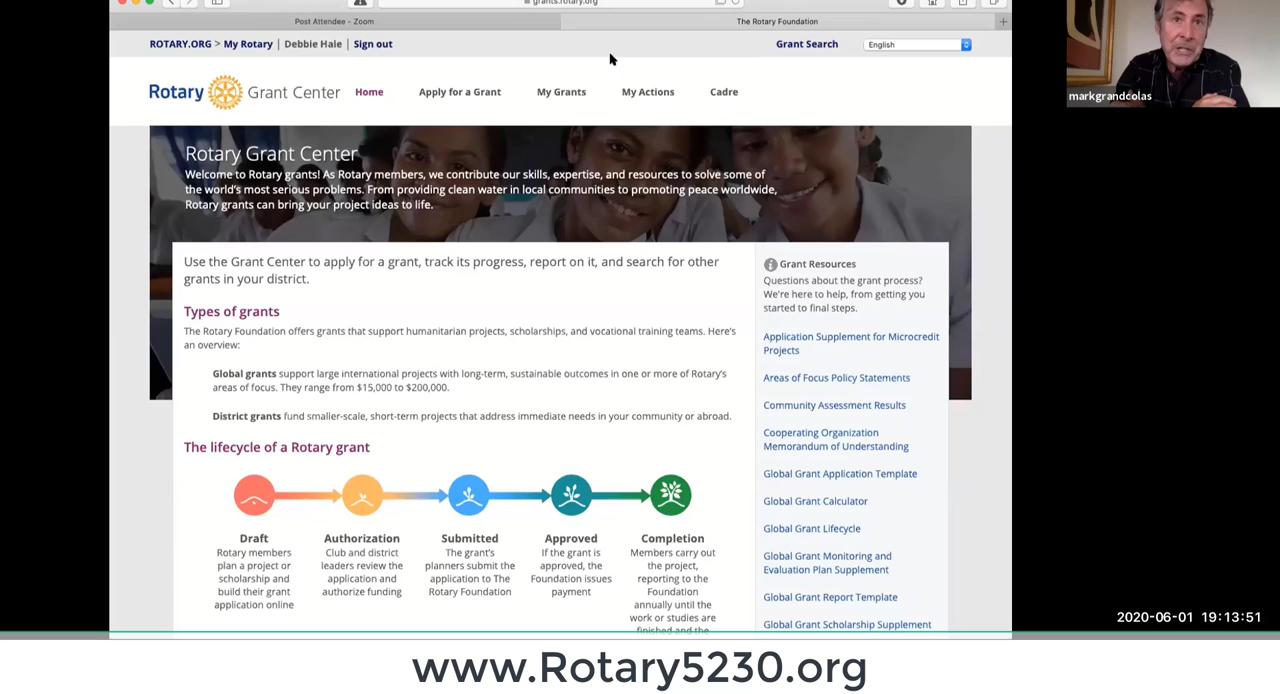 grants.rotary.org
Post Attendee - Zoom
The Rotary Foundation
ROTARY.ORG > My Rotary | Debbie Hale | Sign out
Grant Search
English
Rotary Grant Center
Home
Apply for a Grant
My Grants
My Actions
Cadre
markgrandcolas
Rotary Grant Center
Welcome to Rotary grants! As Rotary members, we contribute our skills, expertise, and resources to solve some of
the world's most serious problems. From providing clean water in local communities to promoting peace worldwide,
Rotary grants can bring your project ideas to life.
Use the Grant Center to apply for a grant, track its progress, report on it, and search for other
grants in your district.
Types of grants
The Rotary Foundation offers grants that support humanitarian projects, scholarships, and vocational training teams. Here's
an overview:
Global grants support large international projects with long-term, sustainable outcomes in one or more of Rotary's
areas of focus. They range from $15,000 to $200,000.
District grants fund smaller-scale, short-term projects that address immediate needs in your community or abroad.
The lifecycle of a Rotary grant
Draft
Rotary members
plan a project or
scholarship and
build their grant
application online
Authorization
Club and district
leaders review the
application and
authorize funding
Submitted
The grant's
planners submit the
application to The
Rotary Foundation
Approved
If the grant is
approved, the
Foundation issues
payment
Completion
Members carry out
the project,
reporting to the
Foundation
annually until the
work or studies are
finished and the
Grant Resources
Questions about the grant process?
We're here to help, from getting you
started to final steps.
Application Supplement for Microcredit
Projects
Areas of Focus Policy Statements
Community Assessment Results
Cooperating Organization
Memorandum of Understanding
Global Grant Application Template
Global Grant Calculator
Global Grant Lifecycle
Global Grant Monitoring and
Evaluation Plan Supplement
Global Grant Report Template
Global Grant Scholarship Supplement
2020-06-01 19:13:51
www.Rotary5230.org